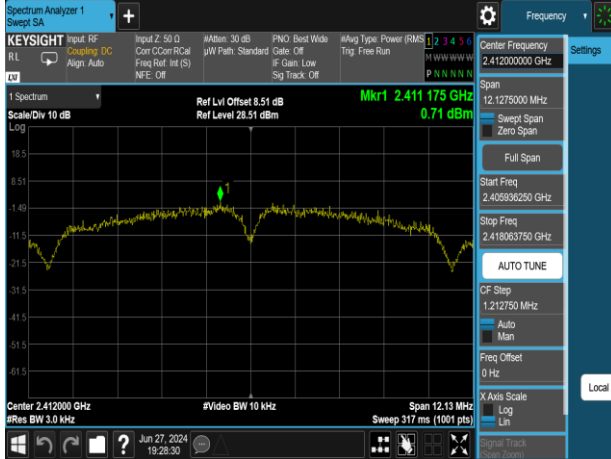 Spectrum Analyzer 1
Swept SA
+
Frequency
KEYSIGHT
RL
Input: RF
Coupling: DC
Align: Auto
Input Z: 50 Ω
Corr CCorr RCal
Freq Ref: Int (S)
NFE: Off
#Atten: 30 dB
µW Path: Standard
PNO: Best Wide
Gate: Off
IF Gain: Low
Sig Track: Off
#Avg Type: Power (RMS
Trig: Free Run
1 2 3 4 5 6
M W W W W W
P N N N N N
LXI
1 Spectrum
Scale/Div 10 dB
Log
Ref Lvl Offset 8.51 dB
Ref Level 28.51 dBm
Mkr1 2.411 175 GHz
0.71 dBm
18.5
8.51
-1.49
-11.5
-21.5
-31.5
-41.5
-51.5
-61.5
1
Center 2.412000 GHz
#Res BW 3.0 kHz
#Video BW 10 kHz
Span 12.13 MHz
Sweep 317 ms (1001 pts)
Jun 27, 2024
19:28:30
?
Center Frequency
2.412000000 GHz
Span
12.1275000 MHz
Swept Span
Zero Span
Full Span
Start Freq
2.405936250 GHz
Stop Freq
2.418063750 GHz
AUTO TUNE
CF Step
1.212750 MHz
Auto
Man
Freq Offset
0 Hz
X Axis Scale
Log
Lin
Signal Track
(Span Zoom)
Settings
Local